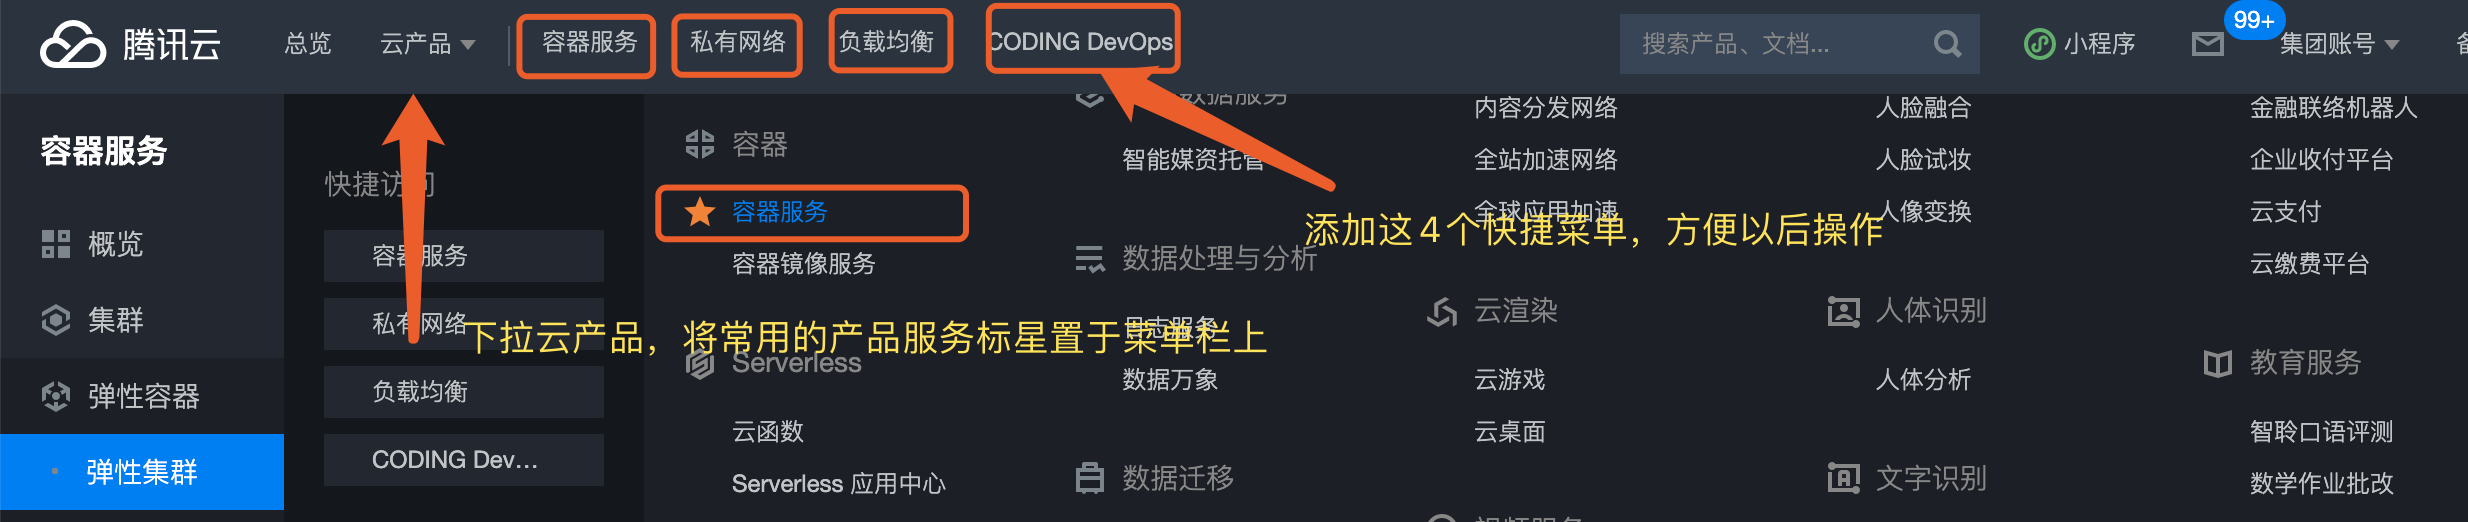 腾讯云
总览
云产品
容器服务
私有网络
负载均衡
CODING DevOps
搜索产品、文档...
小程序
99+
集团账号
容器服务
概览
集群
弹性容器
弹性集群
快捷访问
容器服务
私有网络
负载均衡
CODING Dev...
容器
容器服务
容器镜像服务
Serverless
云函数
Serverless 应用中心
数据服务
智能媒资托管
数据处理与分析
日志服务
数据万象
数据迁移
内容分发网络
全站加速网络
全球应用加速
云渲染
云游戏
云桌面
视频服务
人脸融合
人脸试妆
人像变换
人体识别
人体分析
文字识别
金融联络机器人
企业收付平台
云支付
云缴费平台
教育服务
智聆口语评测
数学作业批改
添加这4个快捷菜单，方便以后操作
下拉云产品，将常用的产品服务标星置于菜单栏上